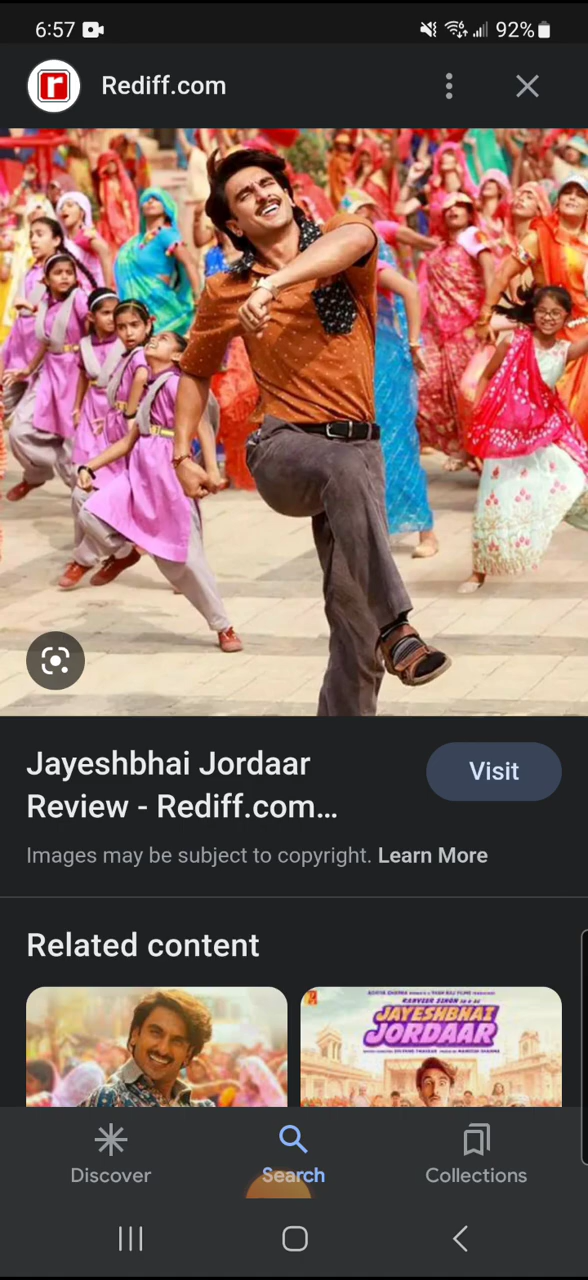 6:57
92%
Rediff.com
Jayeshbhai Jordaar
Review - Rediff.com...
Visit
Images may be subject to copyright. Learn More
Related content
RANVEER SINGH
JAYESHBHAI
JORDAAR
Discover
Search
Collections